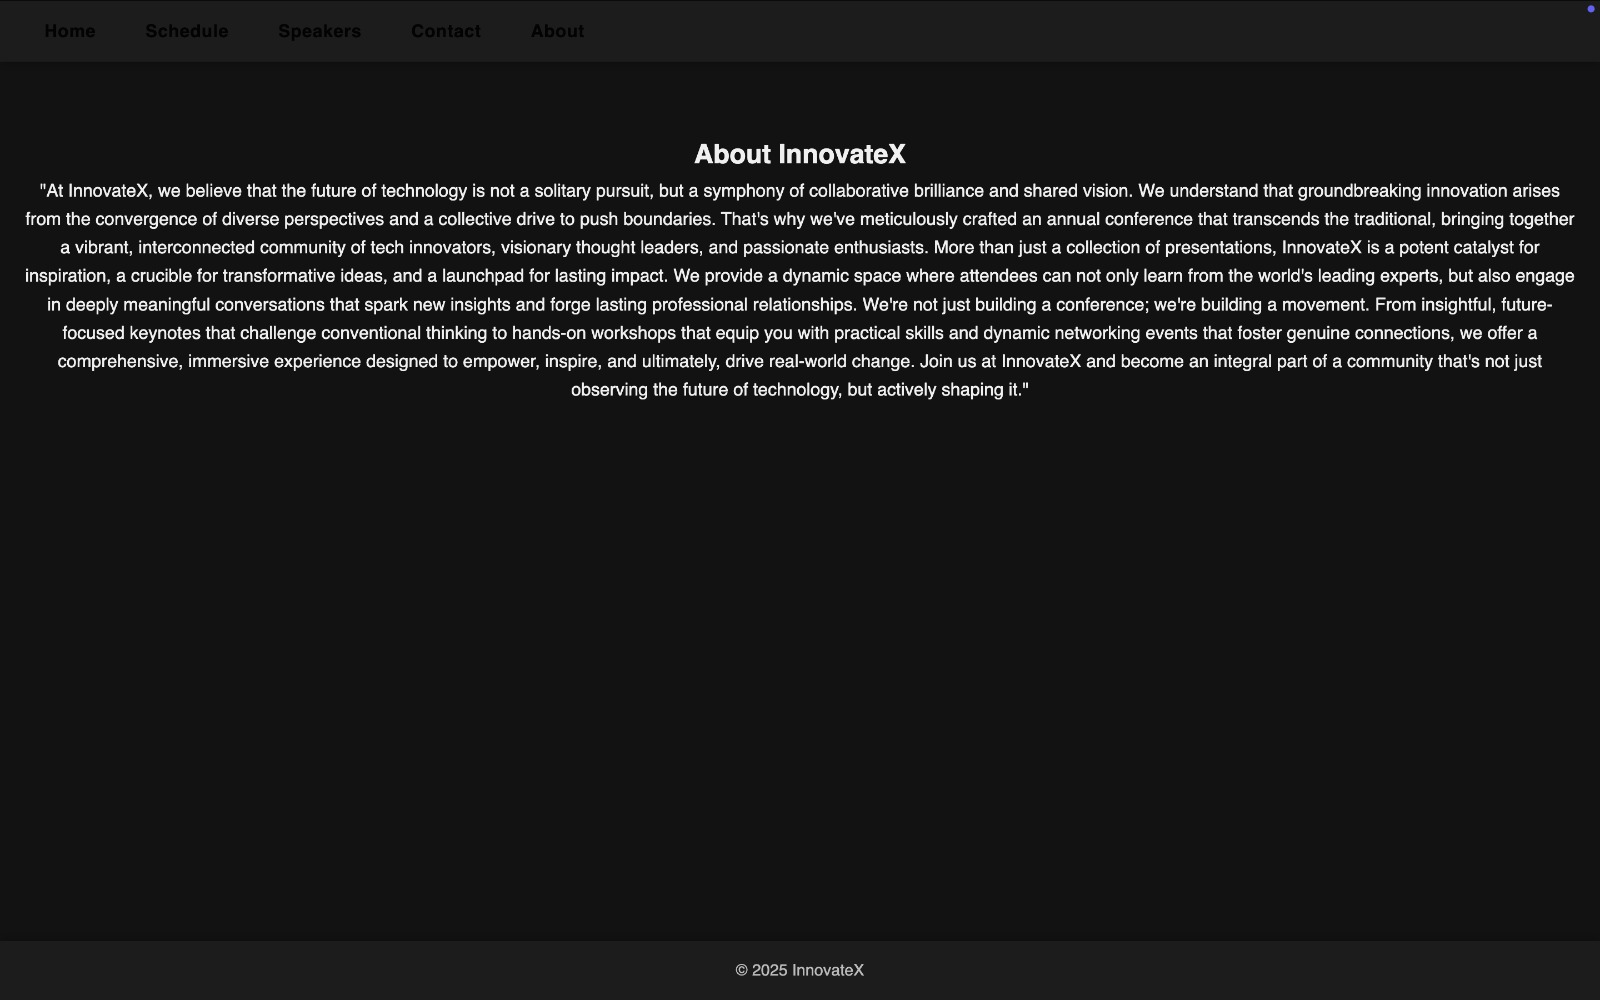 Home Schedule Speakers Contact About
About InnovateX
"At InnovateX, we believe that the future of technology is not a solitary pursuit, but a symphony of collaborative brilliance and shared vision. We understand that groundbreaking innovation arises
from the convergence of diverse perspectives and a collective drive to push boundaries. That's why we've meticulously crafted an annual conference that transcends the traditional, bringing together
a vibrant, interconnected community of tech innovators, visionary thought leaders, and passionate enthusiasts. More than just a collection of presentations, InnovateX is a potent catalyst for
inspiration, a crucible for transformative ideas, and a launchpad for lasting impact. We provide a dynamic space where attendees can not only learn from the world's leading experts, but also engage
in deeply meaningful conversations that spark new insights and forge lasting professional relationships. We're not just building a conference; we're building a movement. From insightful, future-
focused keynotes that challenge conventional thinking to hands-on workshops that equip you with practical skills and dynamic networking events that foster genuine connections, we offer a
comprehensive, immersive experience designed to empower, inspire, and ultimately, drive real-world change. Join us at InnovateX and become an integral part of a community that's not just
observing the future of technology, but actively shaping it."
© 2025 InnovateX